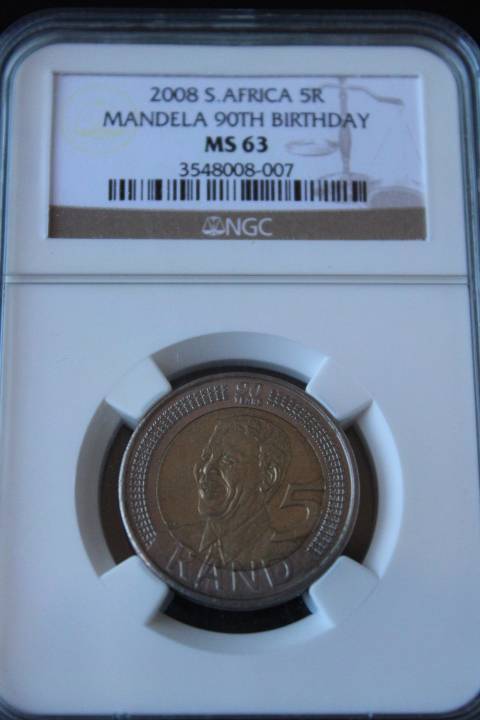 2008 S.AFRICA 5R
MANDELA 90TH BIRTHDAY
MS 63
3548008-007
NGC
90
YEARS
5
RAND